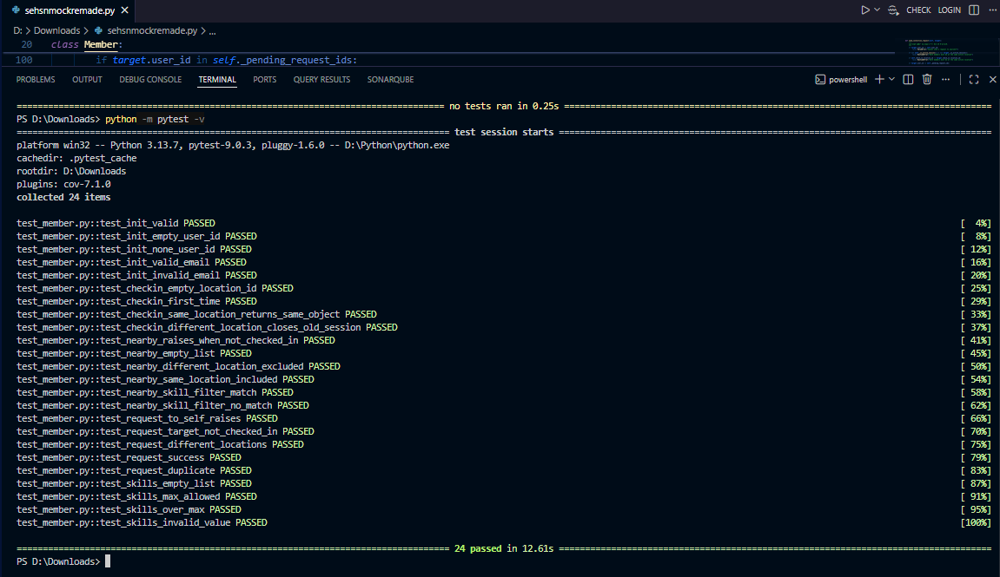 sehsnmockremade.py
CHECK LOGIN
D: > Downloads > sehsnmockremade.py > ...
20 class Member:
100 if target.user_id in self._pending_request_ids:
PROBLEMS OUTPUT DEBUG CONSOLE TERMINAL PORTS QUERY RESULTS SONARQUBE powershell
no tests ran in 0.25s
PS D:\Downloads> python -m pytest -v
test session starts
platform win32 -- Python 3.13.7, pytest-9.0.3, pluggy-1.6.0 -- D:\Python\python.exe
cachedir: .pytest_cache
rootdir: D:\Downloads
plugins: cov-7.1.0
collected 24 items
test_member.py::test_init_valid PASSED [ 4%]
test_member.py::test_init_empty_user_id PASSED [ 8%]
test_member.py::test_init_none_user_id PASSED [ 12%]
test_member.py::test_init_valid_email PASSED [ 16%]
test_member.py::test_init_invalid_email PASSED [ 20%]
test_member.py::test_checkin_empty_location_id PASSED [ 25%]
test_member.py::test_checkin_first_time PASSED [ 29%]
test_member.py::test_checkin_same_location_returns_same_object PASSED [ 33%]
test_member.py::test_checkin_different_location_closes_old_session PASSED [ 37%]
test_member.py::test_nearby_raises_when_not_checked_in PASSED [ 41%]
test_member.py::test_nearby_empty_list PASSED [ 45%]
test_member.py::test_nearby_different_location_excluded PASSED [ 50%]
test_member.py::test_nearby_same_location_included PASSED [ 54%]
test_member.py::test_nearby_skill_filter_match PASSED [ 58%]
test_member.py::test_nearby_skill_filter_no_match PASSED [ 62%]
test_member.py::test_request_to_self_raises PASSED [ 66%]
test_member.py::test_request_target_not_checked_in PASSED [ 70%]
test_member.py::test_request_different_locations PASSED [ 75%]
test_member.py::test_request_success PASSED [ 79%]
test_member.py::test_request_duplicate PASSED [ 83%]
test_member.py::test_skills_empty_list PASSED [ 87%]
test_member.py::test_skills_max_allowed PASSED [ 91%]
test_member.py::test_skills_over_max PASSED [ 95%]
test_member.py::test_skills_invalid_value PASSED [100%]
24 passed in 12.61s
PS D:\Downloads>